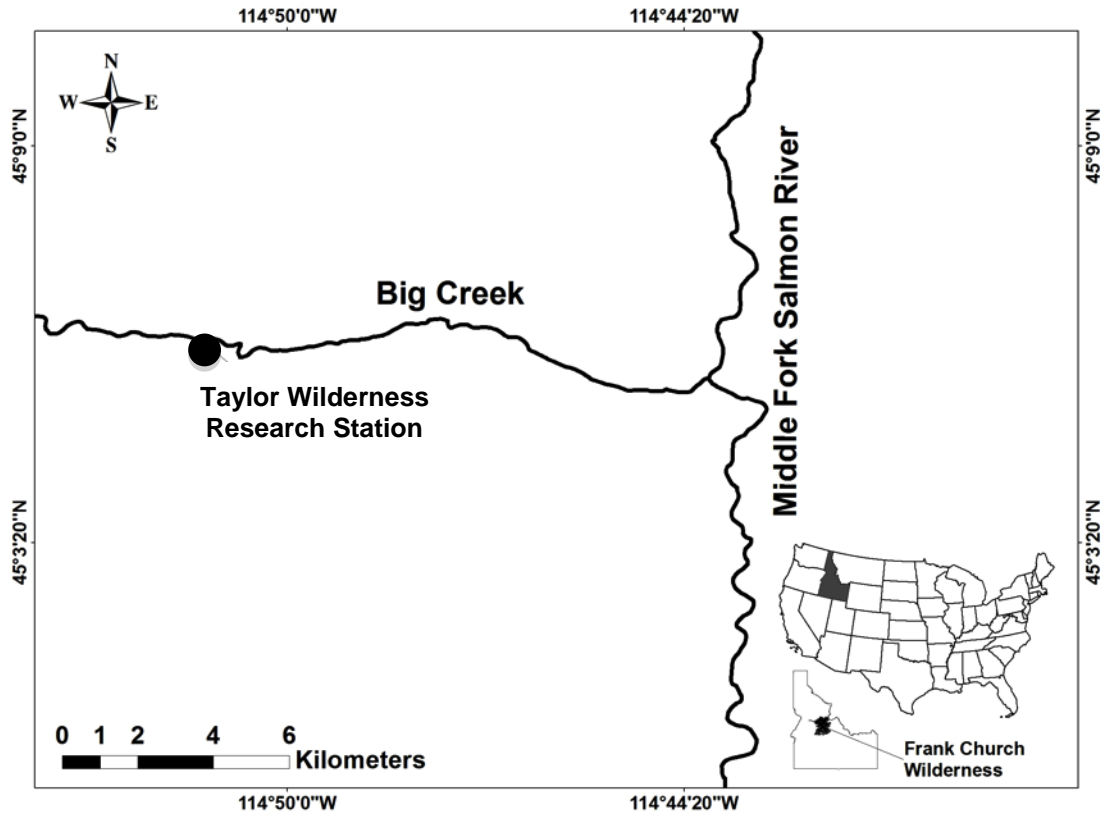 114°50'0"W
114°44'20"W
N
W
E
S
45°9'0"N
45°9'0"N
Big Creek
Middle Fork Salmon River
Taylor Wilderness
Research Station
45°3'20"N
45°3'20"N
0 1 2 4 6
Kilometers
Frank Church
Wilderness
114°50'0"W
114°44'20"W